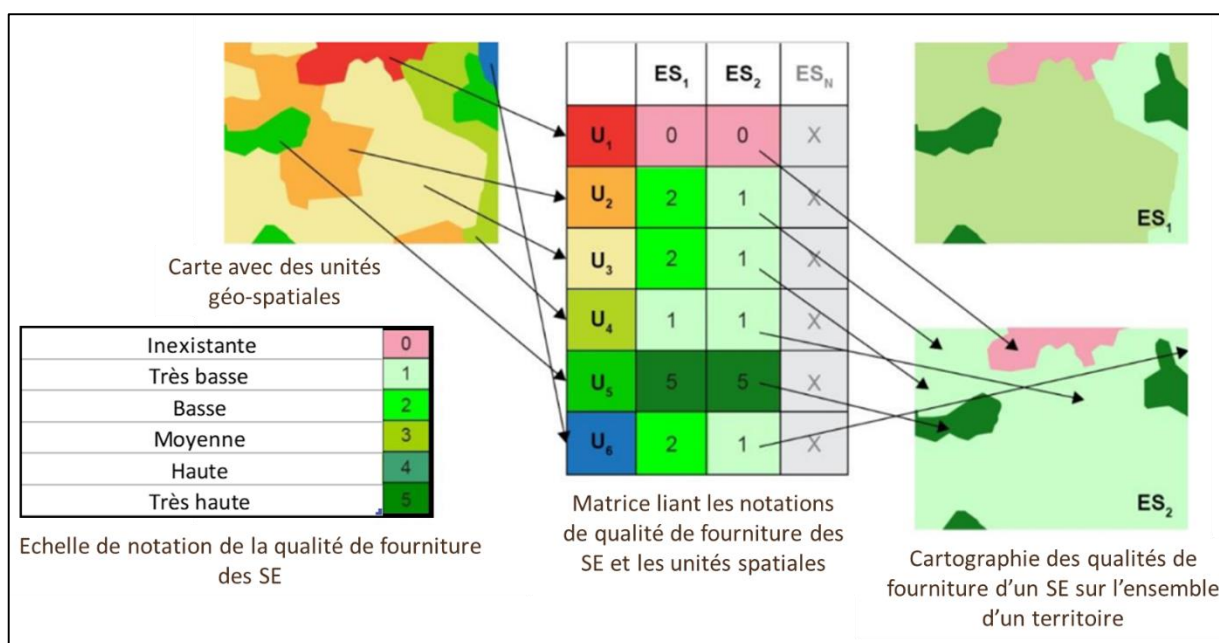 ES1 ES2 ESN
U1 0 0 X
U2 2 1 X
U3 2 1 X
U4 1 1 X
U5 5 5 X
U6 2 1 X
Carte avec des unités
géo-spatiales
Inexistante 0
Très basse 1
Basse 2
Moyenne 3
Haute 4
Très haute 5
Echelle de notation de la qualité de fourniture
des SE
Matrice liant les notations
de qualité de fourniture des
SE et les unités spatiales
ES1
ES2
Cartographie des qualités de
fourniture d’un SE sur l’ensemble
d’un territoire